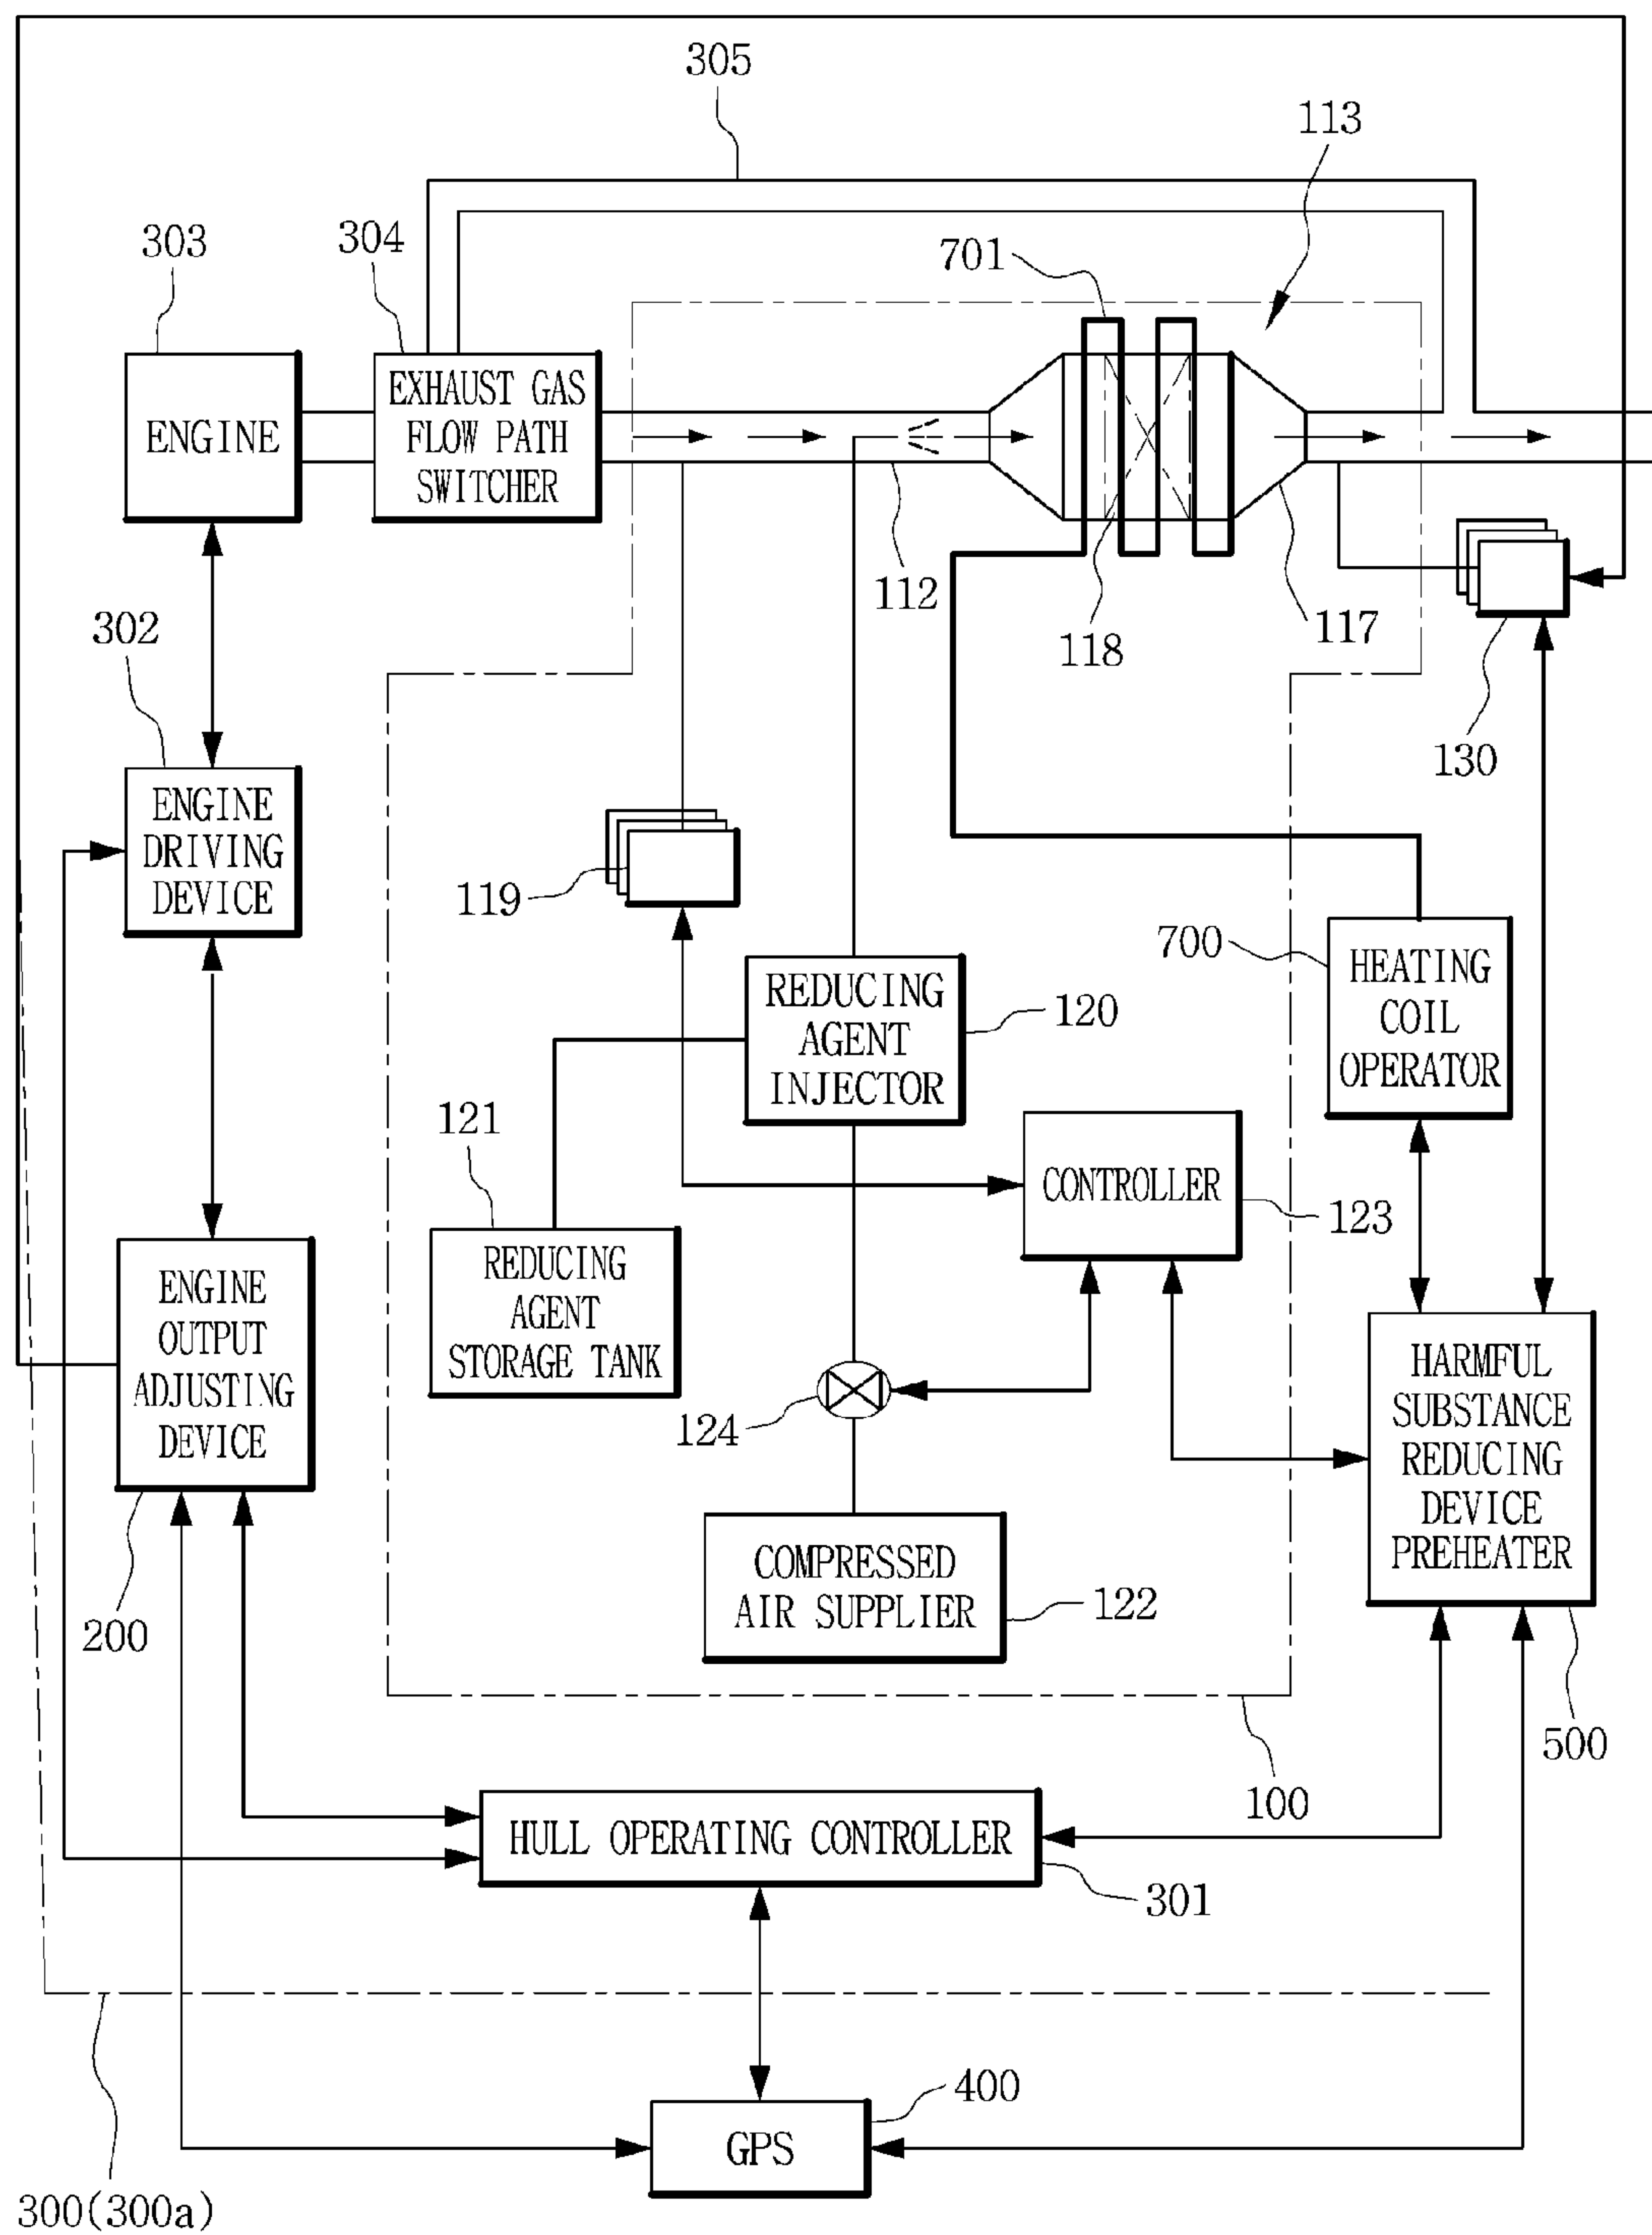 305
113
303
304
701
ENGINE
EXHAUST GAS
FLOW PATH
SWITCHER
112
118
117
302
130
ENGINE
DRIVING
DEVICE
119
700
HEATING
COIL
OPERATOR
REDUCING
AGENT
INJECTOR
120
121
CONTROLLER
123
REDUCING
AGENT
STORAGE TANK
ENGINE
OUTPUT
ADJUSTING
DEVICE
124
HARMFUL
SUBSTANCE
REDUCING
DEVICE
PREHEATER
COMPRESSED
AIR SUPPLIER
122
200
500
100
HULL OPERATING CONTROLLER
301
400
GPS
300(300a)